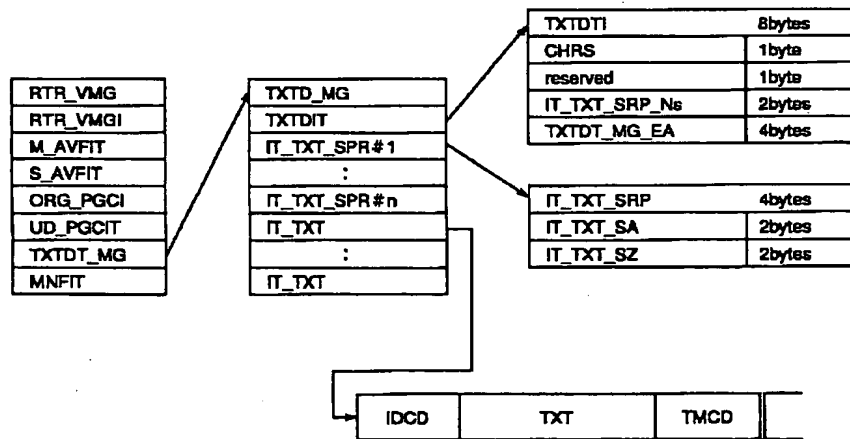 RTR_VMG
RTR_VMGI
M_AVFIT
S_AVFIT
ORG_PGCI
UD_PGCIT
TXTDT_MG
MNFIT
TXTD_MG
TXTDIT
IT_TXT_SPR#1
:
IT_TXT_SPR#n
IT_TXT
:
IT_TXT
TXTDTI 8bytes
CHRS 1byte
reserved 1byte
IT_TXT_SRP_Ns 2bytes
TXTDT_MG_EA 4bytes
IT_TXT_SRP 4bytes
IT_TXT_SA 2bytes
IT_TXT_SZ 2bytes
IDCD TXT TMCD